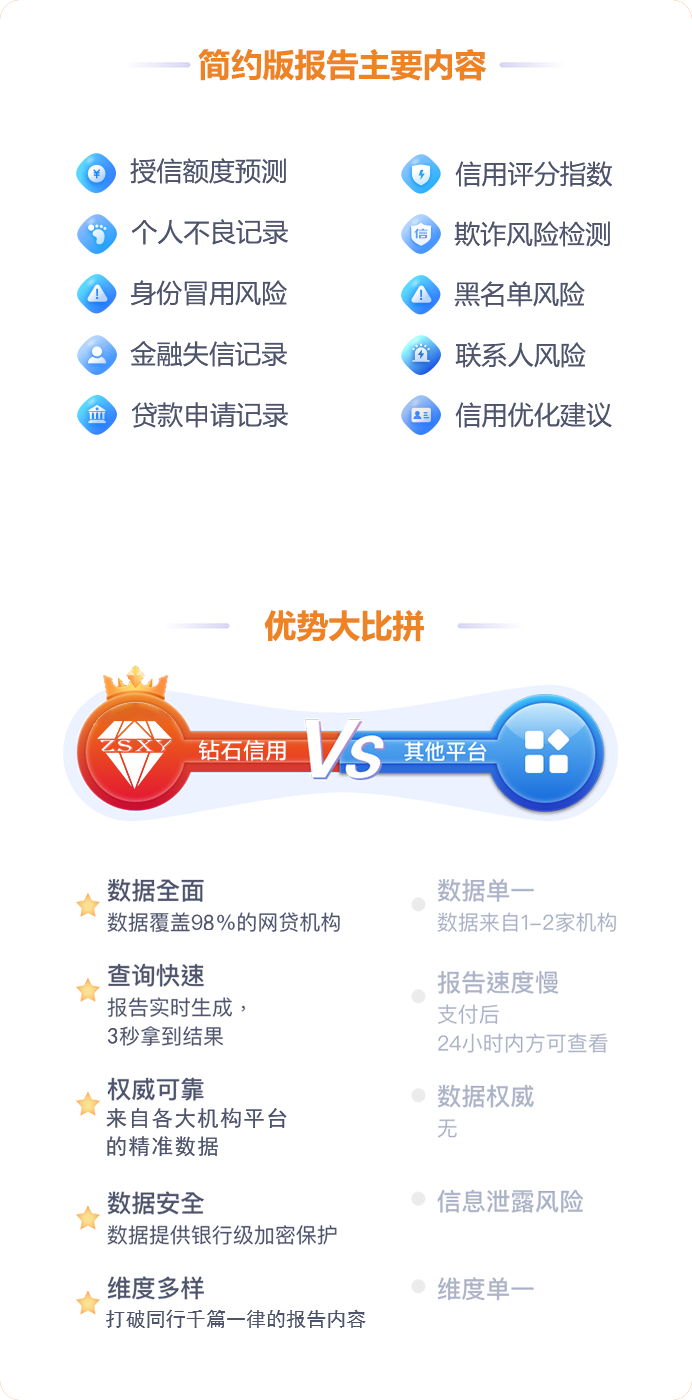 简约版报告主要内容
授信额度预测
信用评分指数
个人不良记录
信
欺诈风险检测
身份冒用风险
黑名单风险
金融失信记录
联系人风险
贷款申请记录
信用优化建议
优势大比拼
ZSXY
钻石信用
Vs
其他平台
数据全面
数据覆盖98%的网贷机构
数据单一
数据来自1-2家机构
查询快速
报告实时生成，
3秒拿到结果
报告速度慢
支付后
24小时内方可查看
权威可靠
来自各大机构平台
的精准数据
数据权威
无
数据安全
数据提供银行级加密保护
信息泄露风险
维度多样
打破同行千篇一律的报告内容
维度单一